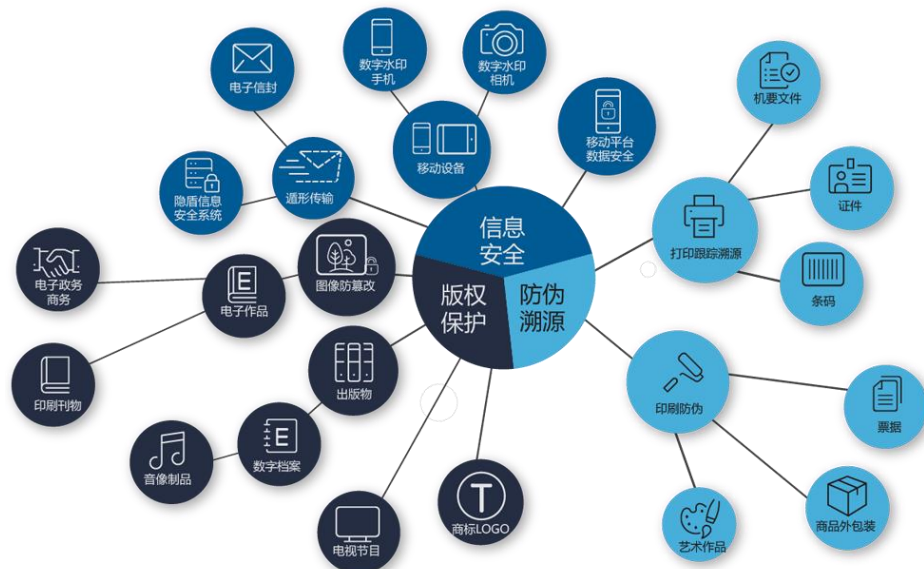 数字水印
手机
数字水印
相机
电子信封
机要文件
移动平台
数据安全
移动设备
证件
隐盾信息
安全系统
遁形传输
信息
安全
打印跟踪溯源
条码
电子政务
商务
图像防篡改
电子作品
版权
保护
防伪
溯源
印刷刊物
出版物
印刷防伪
票据
音像制品
数字档案
商标LOGO
电视节目
艺术作品
商品外包装
E
E
T